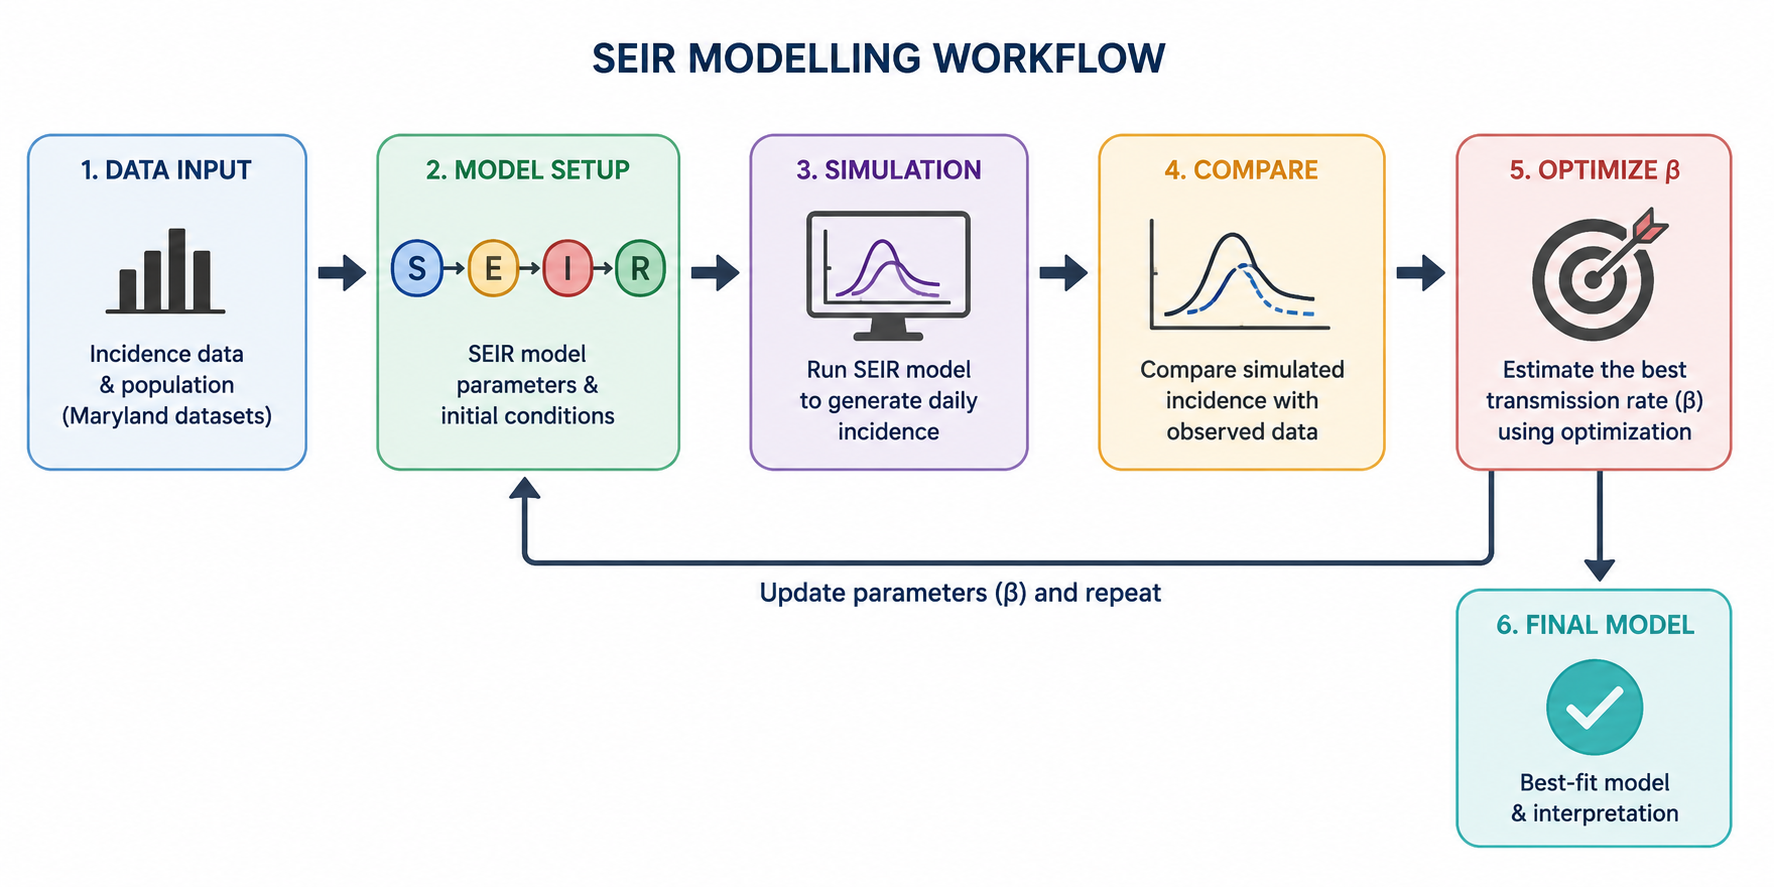 SEIR MODELLING WORKFLOW
1. DATA INPUT
Incidence data
& population
(Maryland datasets)
2. MODEL SETUP
S E I R
SEIR model
parameters &
initial conditions
3. SIMULATION
Run SEIR model
to generate daily
incidence
4. COMPARE
Compare simulated
incidence with
observed data
5. OPTIMIZE β
Estimate the best
transmission rate (β)
using optimization
Update parameters (β) and repeat
6. FINAL MODEL
Best-fit model
& interpretation